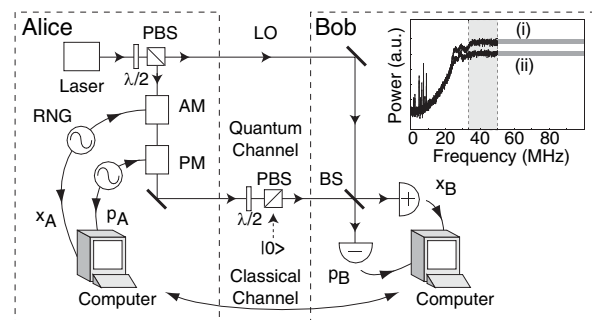 Alice
Bob
PBS
LO
Laser
λ/2
RNG
AM
PM
Quantum
Channel
PBS
BS
λ/2
|0>
x_A
p_A
x_B
p_B
Computer
Classical
Channel
Computer
Power (a.u.)
(i)
(ii)
0 20 40 60 80
Frequency (MHz)